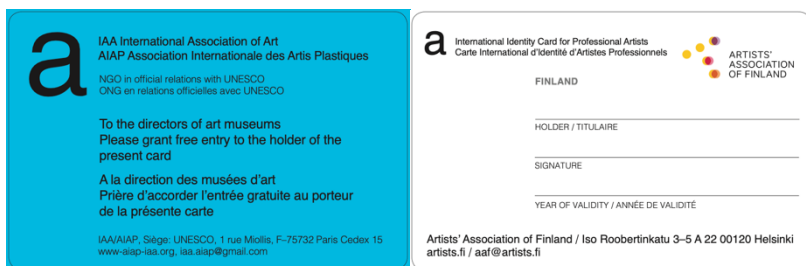 a
IAA International Association of Art
AIAP Association Internationale des Artis Plastiques
NGO in official relations with UNESCO
ONG en relations officielles avec UNESCO
To the directors of art museums
Please grant free entry to the holder of the
present card
A la direction des musées d'art
Prière d'accorder l'entrée gratuite au porteur
de la présente carte
IAA/AIAP, Siège: UNESCO, 1 rue Miollis, F–75732 Paris Cedex 15
www-aiap-iaa.org, iaa.aiap@gmail.com
a
International Identity Card for Professional Artists
Carte International d'Identité d'Artistes Professionnels
ARTISTS'
ASSOCIATION
OF FINLAND
FINLAND
HOLDER / TITULAIRE
SIGNATURE
YEAR OF VALIDITY / ANNÉE DE VALIDITÉ
Artists' Association of Finland / Iso Roobertinkatu 3–5 A 22 00120 Helsinki
artists.fi / aaf@artists.fi